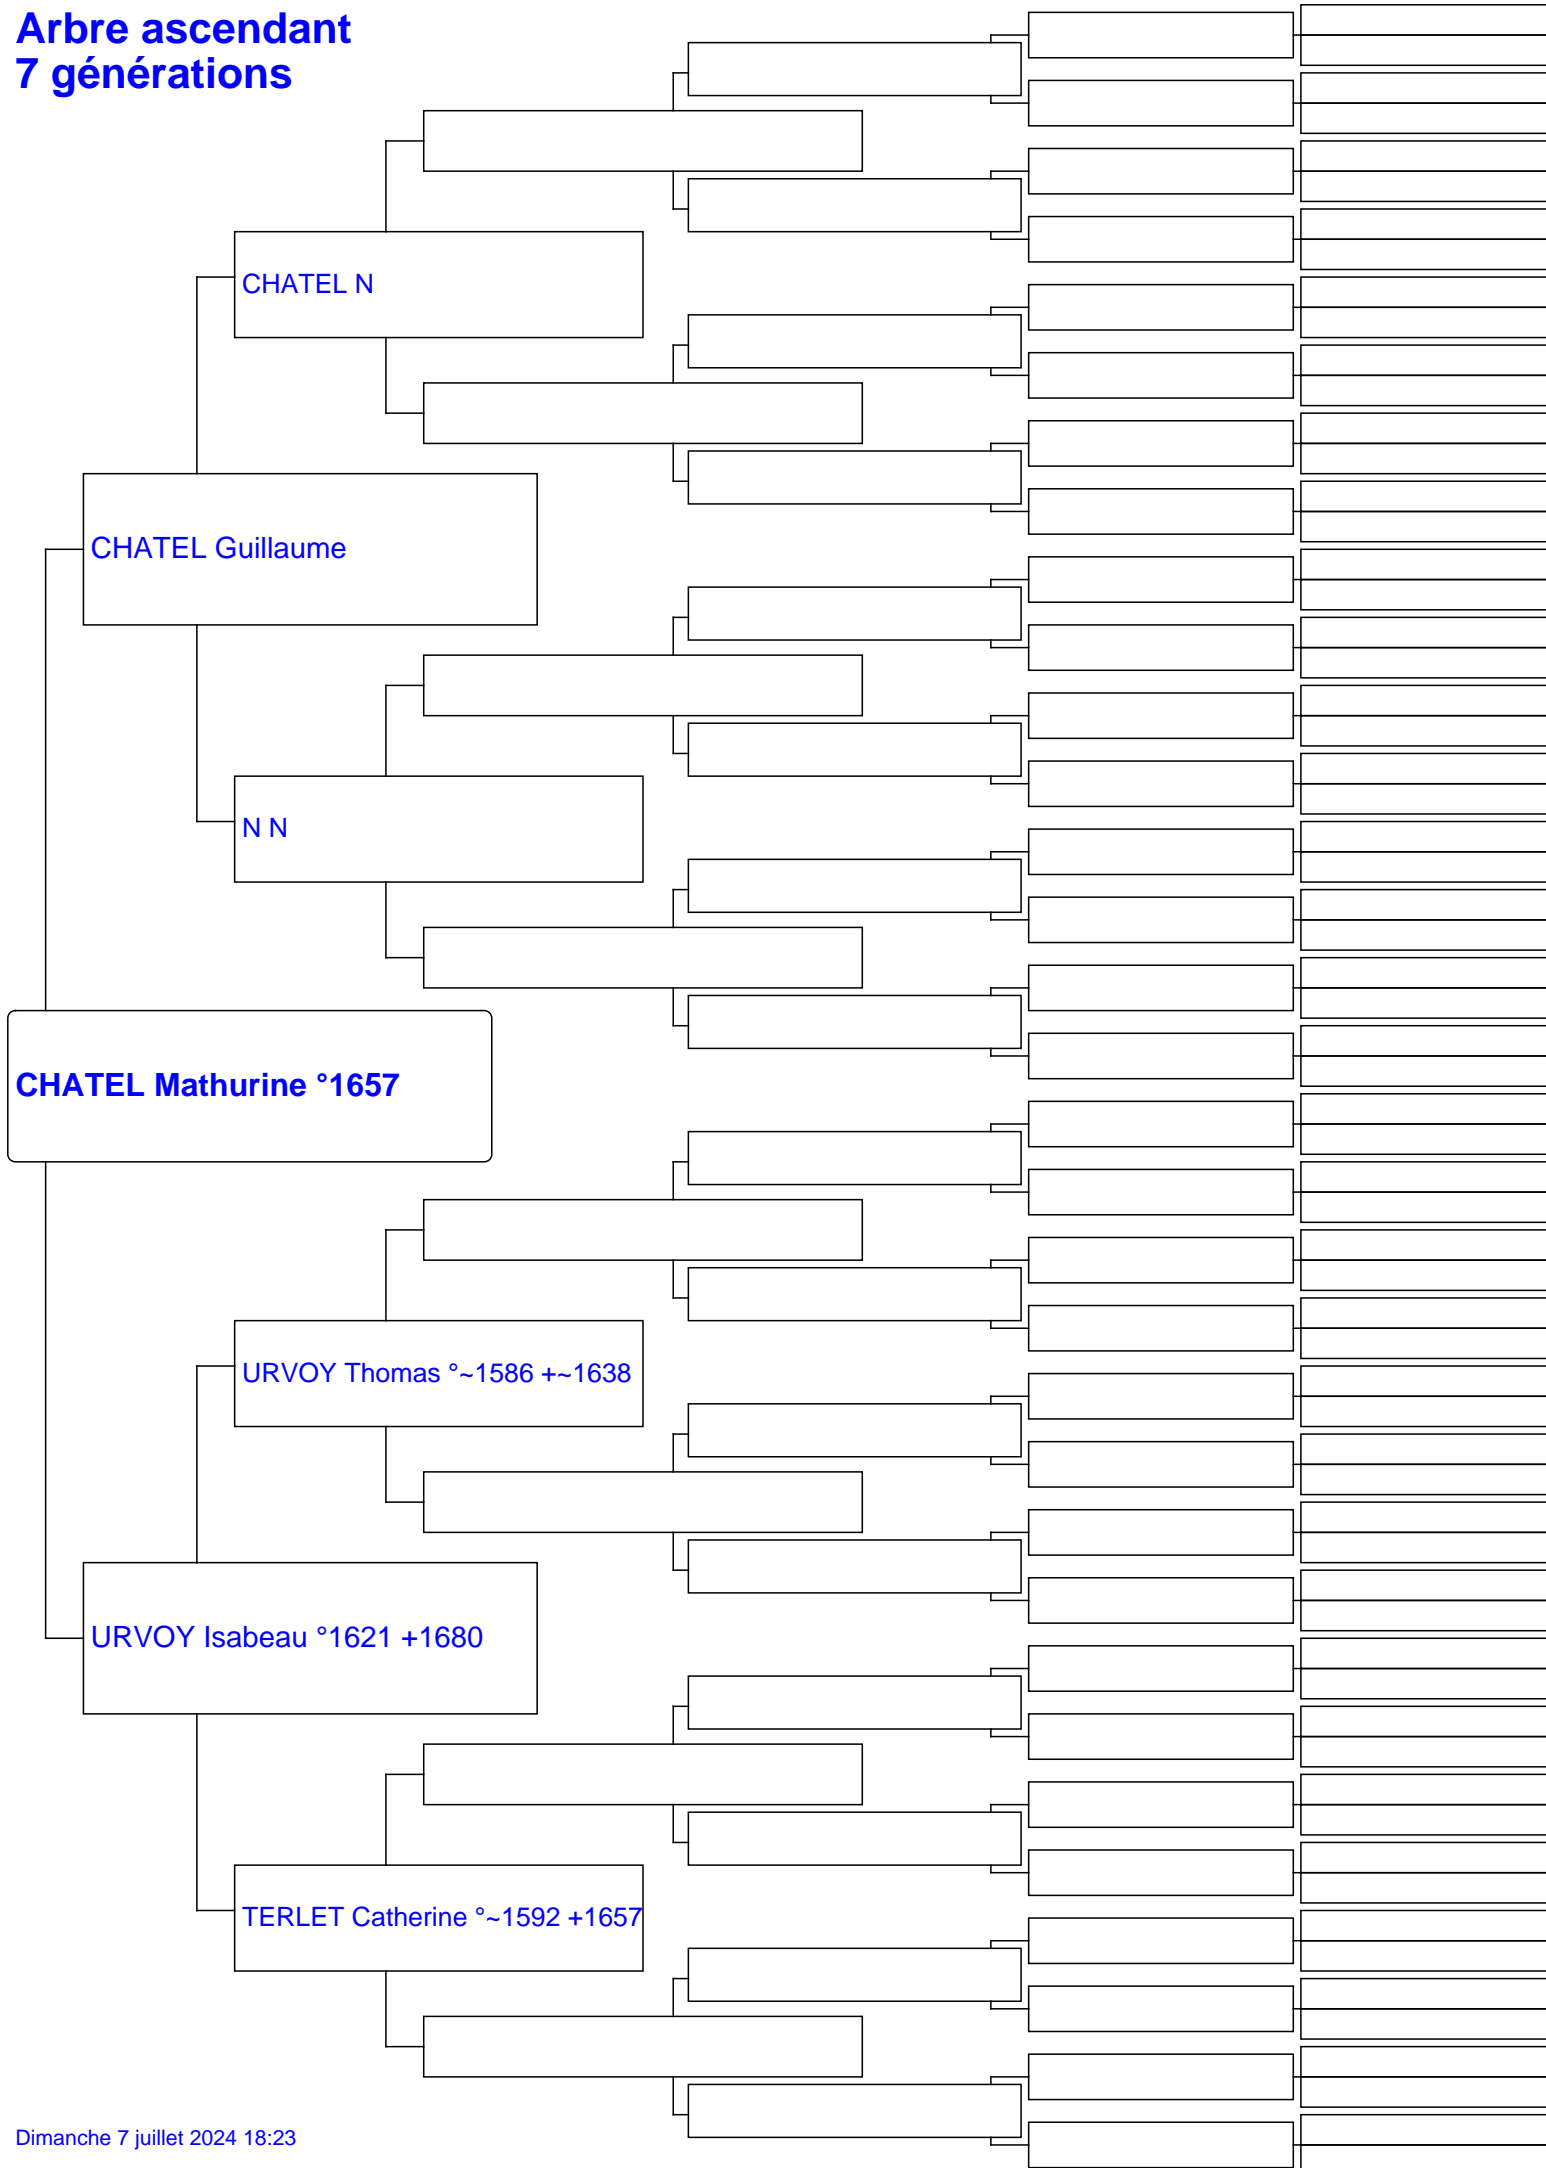 Arbre ascendant
7 générations
CHATEL N
CHATEL Guillaume
N N
CHATEL Mathurine °1657
URVOY Thomas °~1586 +~1638
URVOY Isabeau °1621 +1680
TERLET Catherine °~1592 +1657
Dimanche 7 juillet 2024 18:23